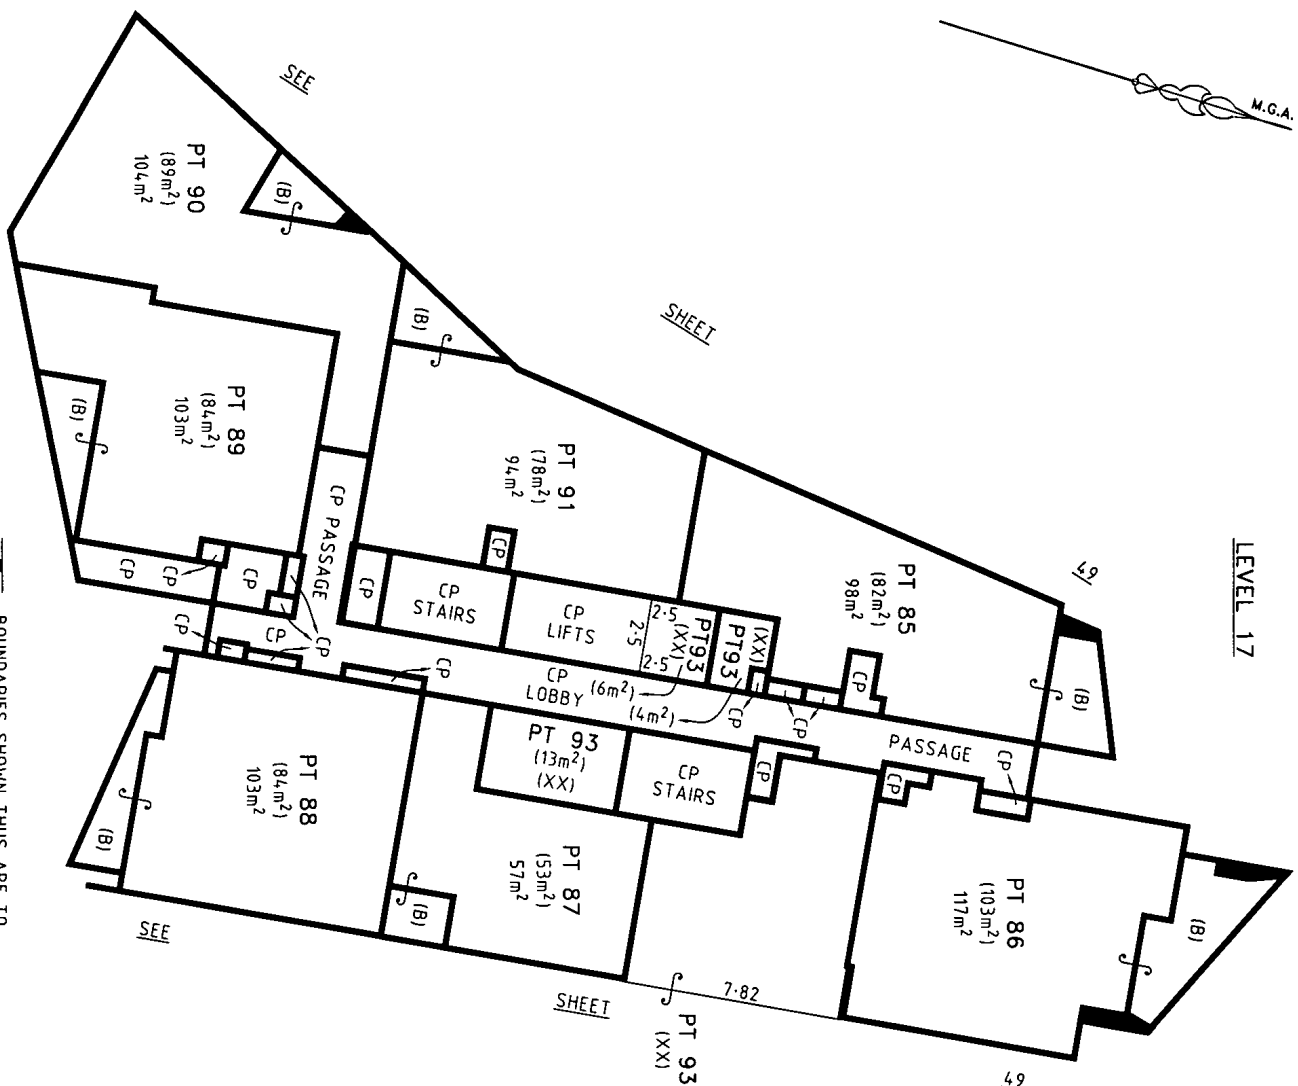 M.G.A.
LEVEL 17
SEE
SHEET
49
PT 90
(89m²)
104m²
(B)
(B)
PT 89
(84m²)
103m²
(B)
PT 91
(78m²)
94m²
PT 85
(82m²)
98m²
(B)
CP PASSAGE
CP
CP
CP
CP
CP
CP
CP
CP
CP
STAIRS
CP
CP
LIFTS
2·5
2·5
2·5
PT93
(XX)
PT93
(XX)
(6m²)
(4m²)
CP
LOBBY
CP
CP
CP
CP
PASSAGE
CP
CP
CP
CP
PT 93
(13m²)
(XX)
CP
STAIRS
PT 88
(84m²)
103m²
(B)
PT 87
(53m²)
57m²
(B)
PT 86
(103m²)
117m²
(B)
7·82
PT 93
(XX)
SEE
SHEET
49
BOUNDARIES SHOWN THUS ARE TO